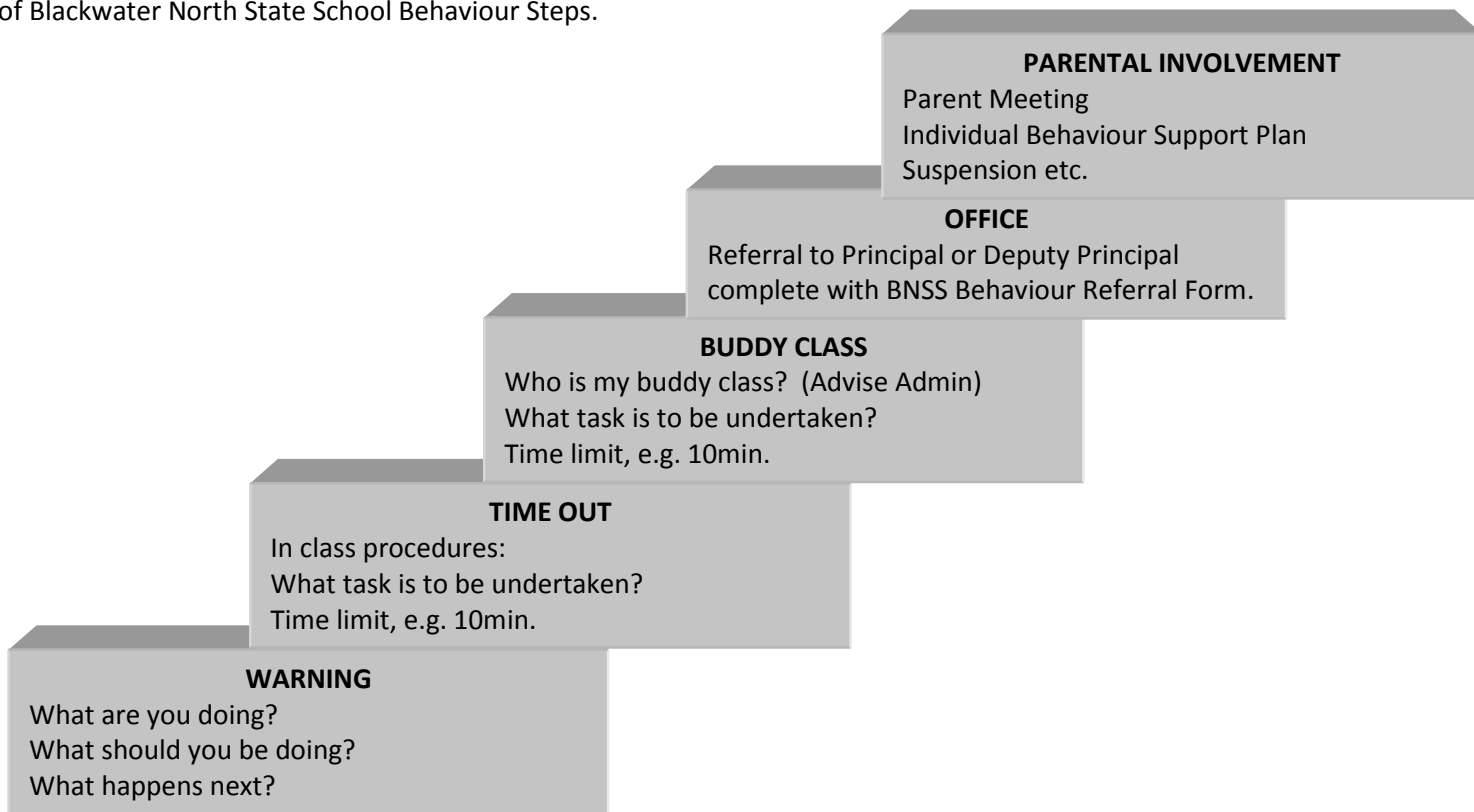 of Blackwater North State School Behaviour Steps.
PARENTAL INVOLVEMENT
Parent Meeting
Individual Behaviour Support Plan
Suspension etc.
OFFICE
Referral to Principal or Deputy Principal
complete with BNSS Behaviour Referral Form.
BUDDY CLASS
Who is my buddy class?  (Advise Admin)
What task is to be undertaken?
Time limit, e.g. 10min.
TIME OUT
In class procedures:
What task is to be undertaken?
Time limit, e.g. 10min.
WARNING
What are you doing?
What should you be doing?
What happens next?